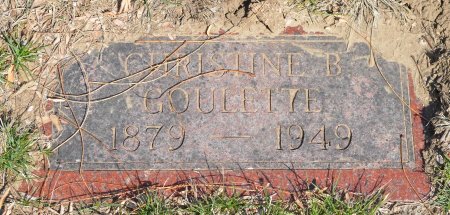 CHRISTINE B
GOULETTE
1879 — 1949